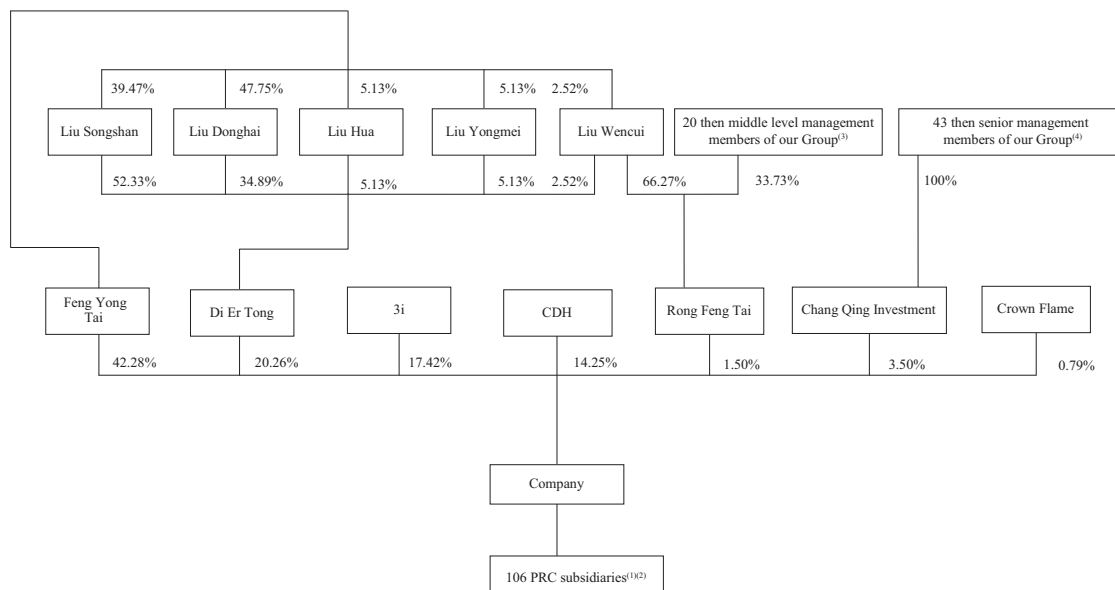 39.47%
47.75%
5.13%
5.13%
2.52%
Liu Songshan
Liu Donghai
Liu Hua
Liu Yongmei
Liu Wencui
20 then middle level management
members of our Group(3)
43 then senior management
members of our Group(4)
52.33%
34.89%
5.13%
5.13%
2.52%
66.27%
33.73%
100%
Feng Yong
Tai
Di Er Tong
3i
CDH
Rong Feng Tai
Chang Qing Investment
Crown Flame
42.28%
20.26%
17.42%
14.25%
1.50%
3.50%
0.79%
Company
106 PRC subsidiaries(1)(2)